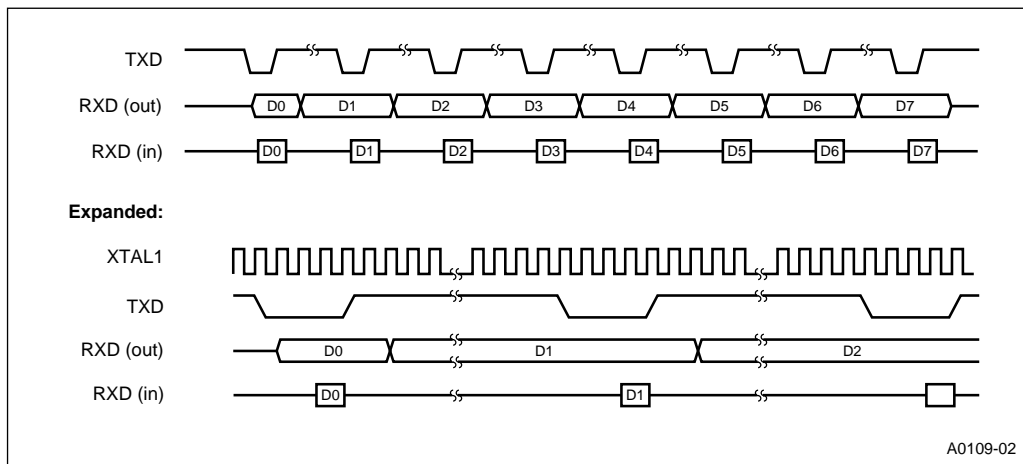 TXD
RXD (out) D0 D1 D2 D3 D4 D5 D6 D7
RXD (in) D0 D1 D2 D3 D4 D5 D6 D7
Expanded:
XTAL1
TXD
RXD (out) D0 D1 D2
RXD (in) D0 D1
A0109-02